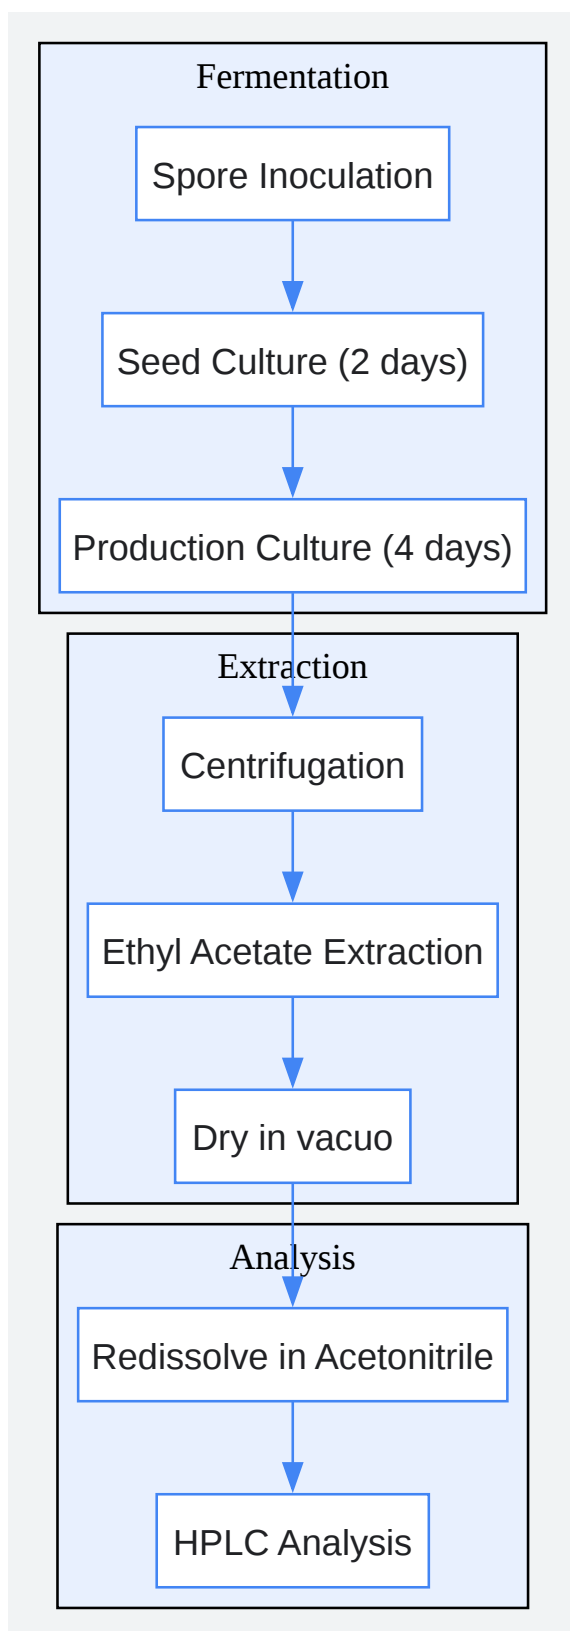 Fermentation
Spore Inoculation
Seed Culture (2 days)
Production Culture (4 days)
Extraction
Centrifugation
Ethyl Acetate Extraction
Dry in vacuo
Analysis
Redissolve in Acetonitrile
HPLC Analysis